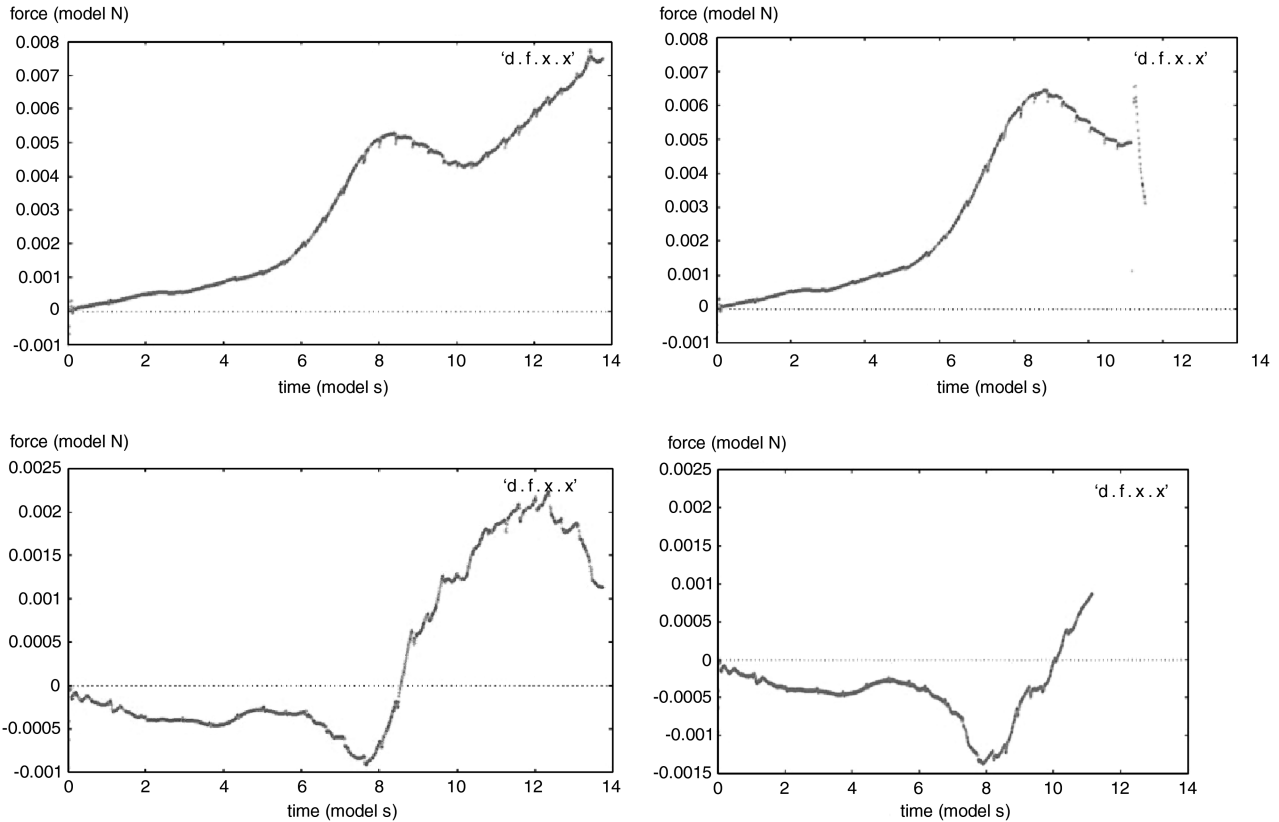 force (model N)
0.008
0.007
0.006
0.005
0.004
0.003
0.002
0.001
0
-0.001
0 2 4 6 8 10 12 14
time (model s)
‘d.f.x.x’
force (model N)
0.008
0.007
0.006
0.005
0.004
0.003
0.002
0.001
0
-0.001
0 2 4 6 8 10 12 14
time (model s)
‘d.f.x.x’
force (model N)
0.0025
0.002
0.0015
0.001
0.0005
0
-0.0005
-0.001
0 2 4 6 8 10 12 14
time (model s)
‘d.f.x.x’
force (model N)
0.0025
0.002
0.0015
0.001
0.0005
0
-0.0005
-0.001
-0.0015
0 2 4 6 8 10 12 14
time (model s)
‘d.f.x.x’